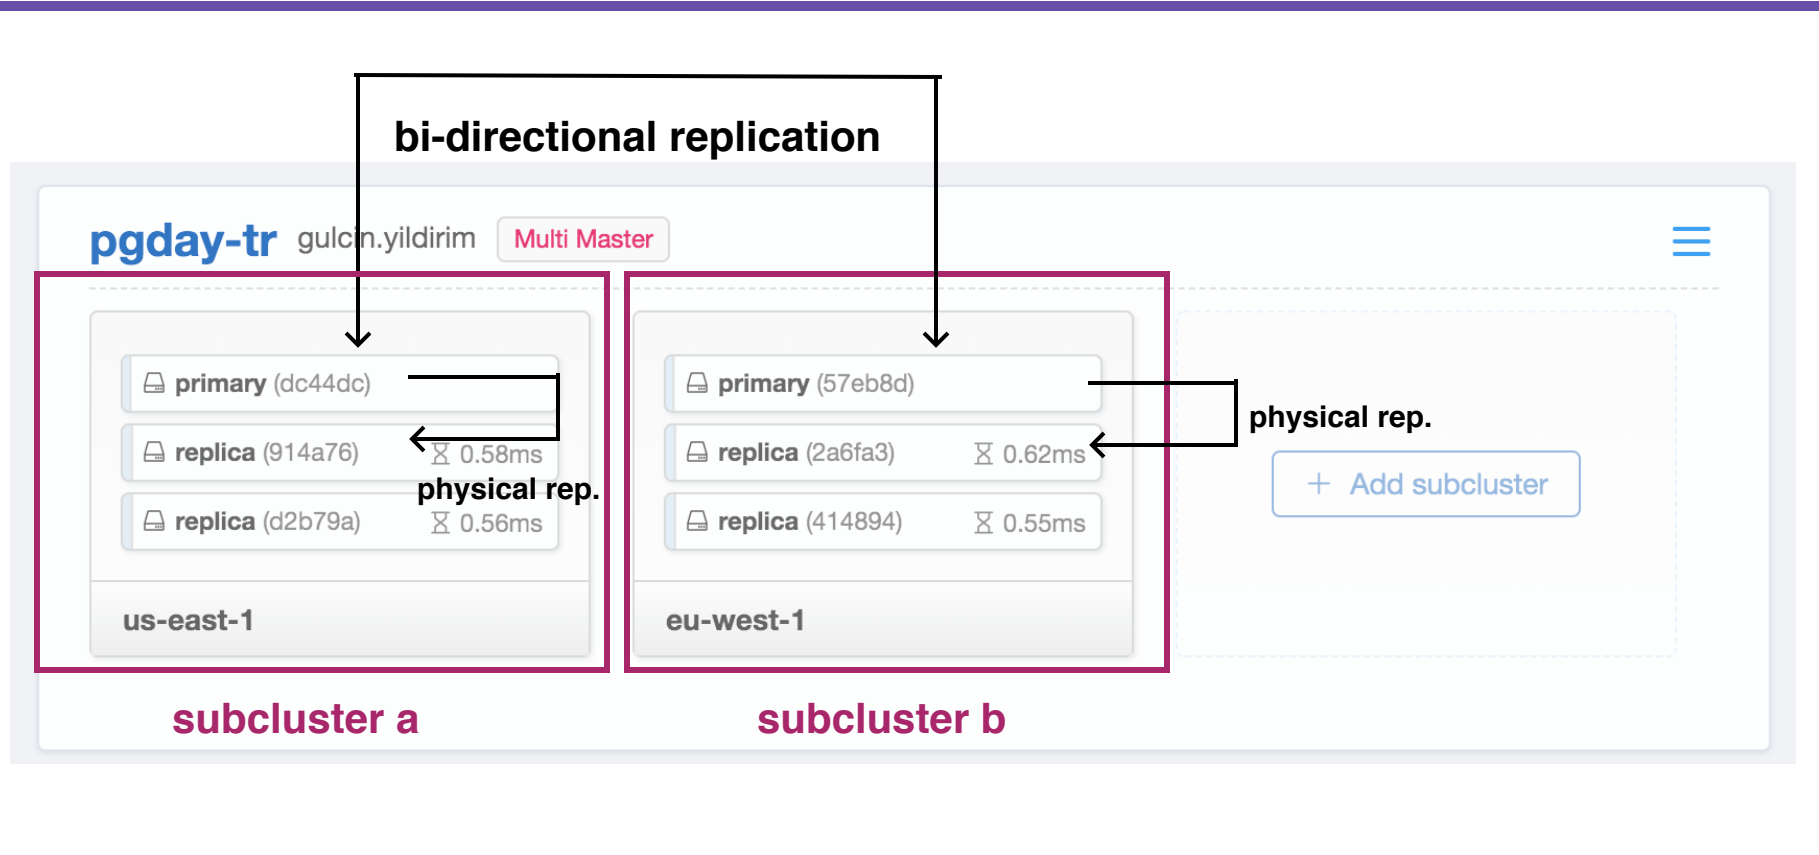 bi-directional replication
pgday-tr gulcin.yildirim Multi Master
primary (dc44dc)
replica (914a76) 0.58ms
physical rep.
replica (d2b79a) 0.56ms
us-east-1
subcluster a
primary (57eb8d)
replica (2a6fa3) 0.62ms
physical rep.
replica (414894) 0.55ms
eu-west-1
subcluster b
+ Add subcluster